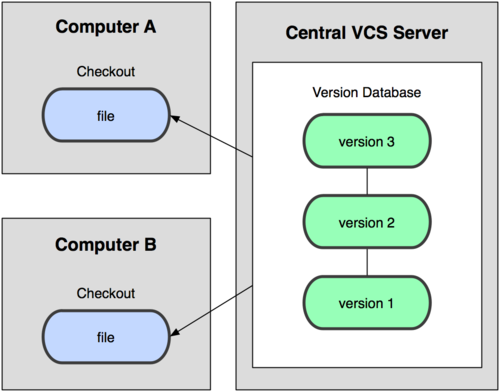 Computer A
Checkout
file
Computer B
Checkout
file
Central VCS Server
Version Database
version 3
version 2
version 1